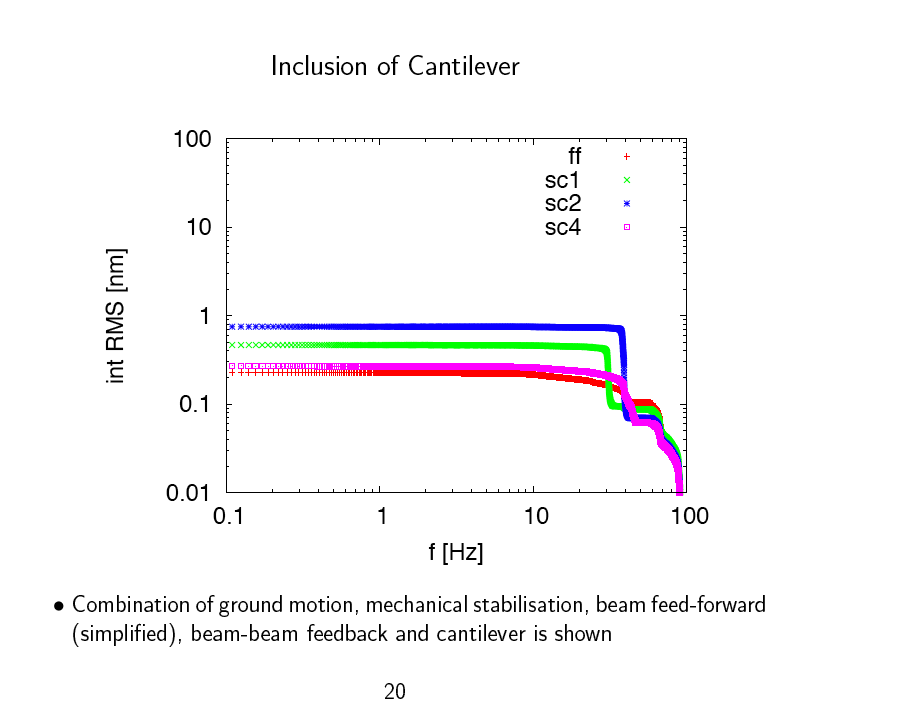 Inclusion of Cantilever
100
10
1
0.1
0.01
int RMS [nm]
ff
sc1
sc2
sc4
0.1 1 10 100
f [Hz]
• Combination of ground motion, mechanical stabilisation, beam feed-forward
(simplified), beam-beam feedback and cantilever is shown
20